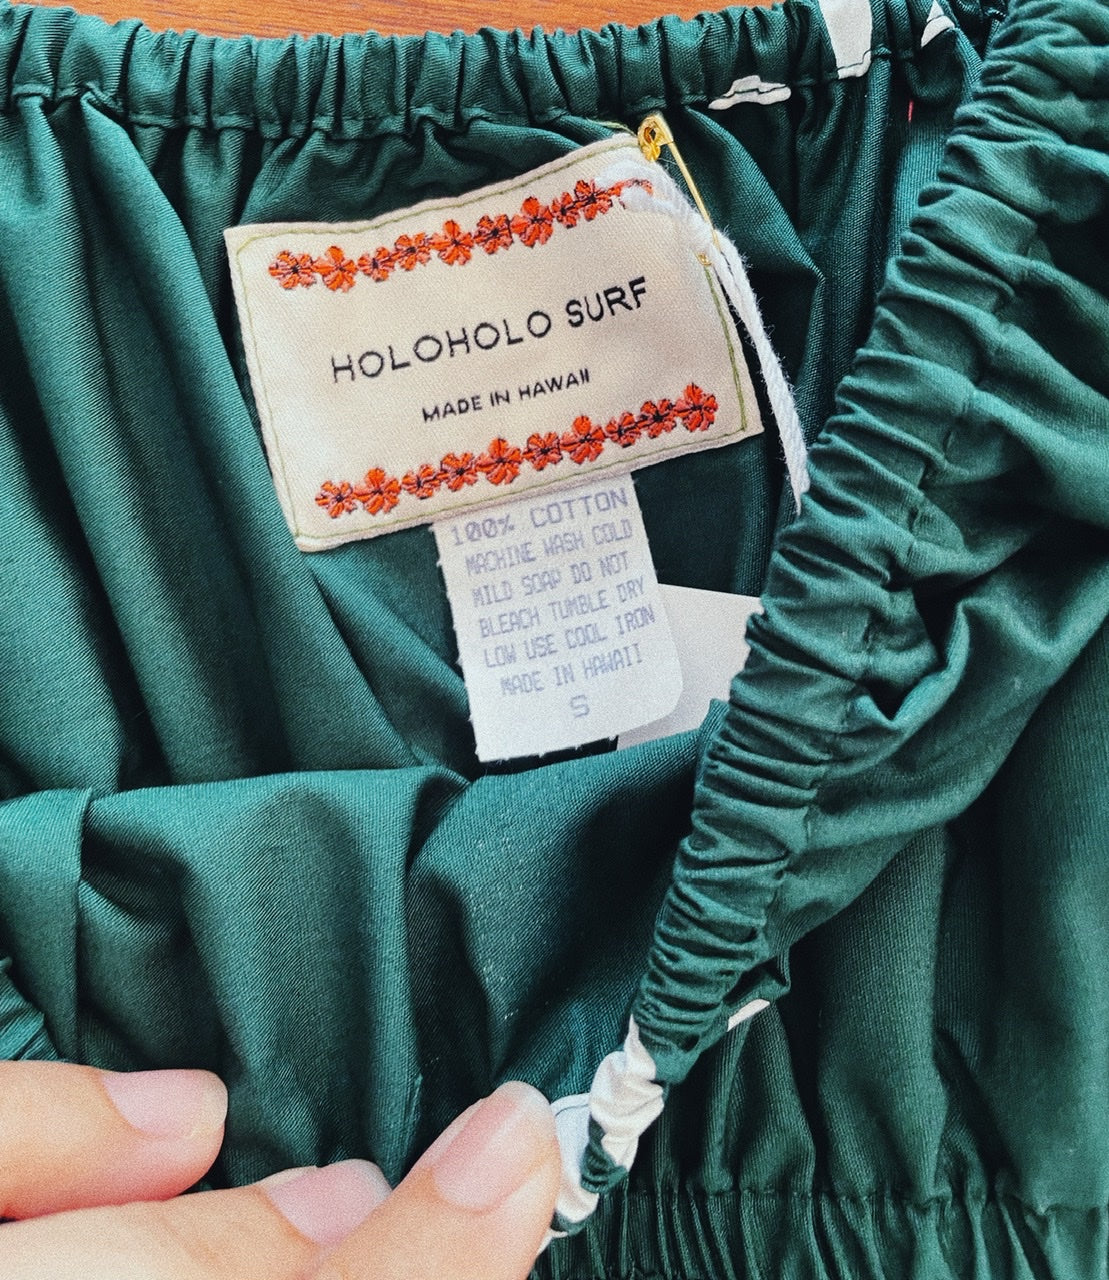 HOLOHOLO SURF
MADE IN HAWAII
100% COTTON
MACHINE WASH COLD
MILD SOAP DO NOT
BLEACH TUMBLE DRY
LOW USE COOL IRON
MADE IN HAWAII
S